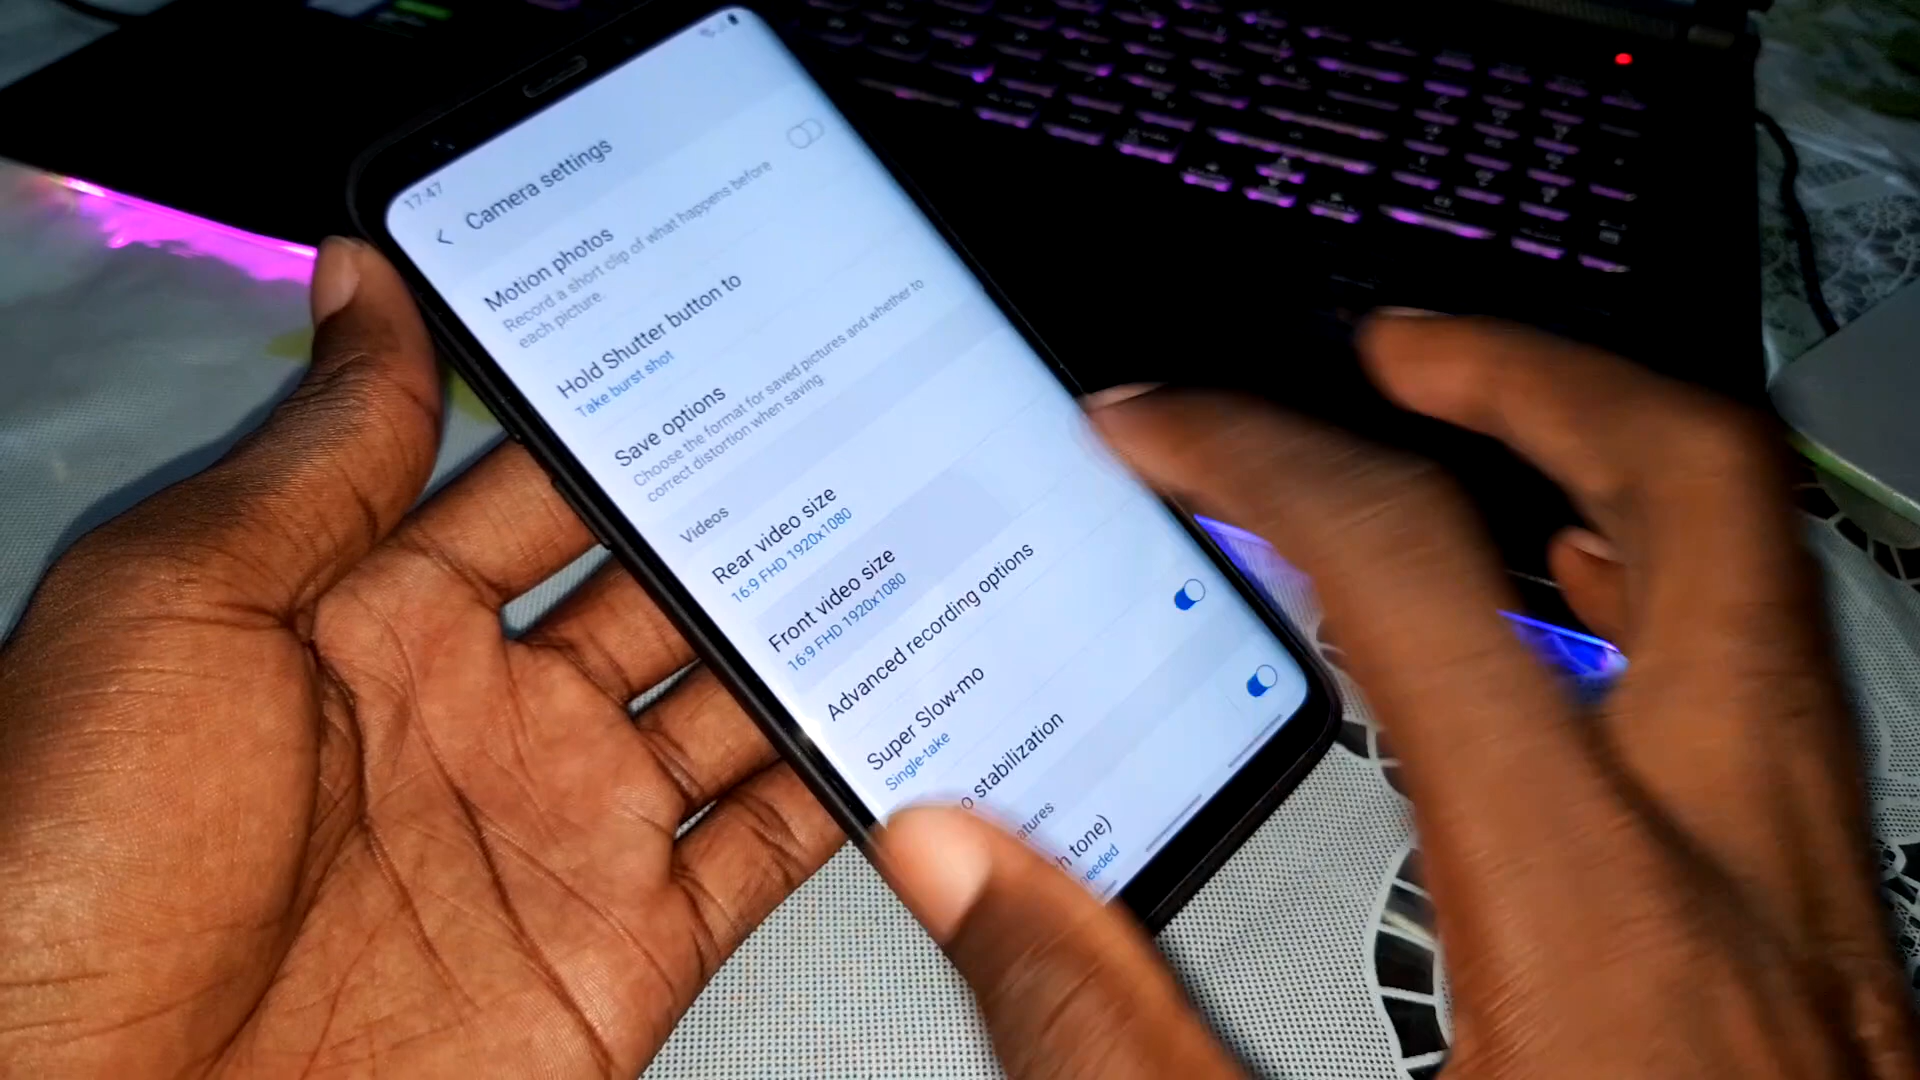 17:47
Camera settings
Motion photos
Record a short clip of what happens before
each picture.
Hold Shutter button to
Take burst shot
Save options
Choose the format for saved pictures and whether to
correct distortion when saving.
Videos
Rear video size
16:9 FHD 1920x1080
Front video size
16:9 FHD 1920x1080
Advanced recording options
Super Slow-mo
Single-take
o stabilization
atures
h tone)
needed